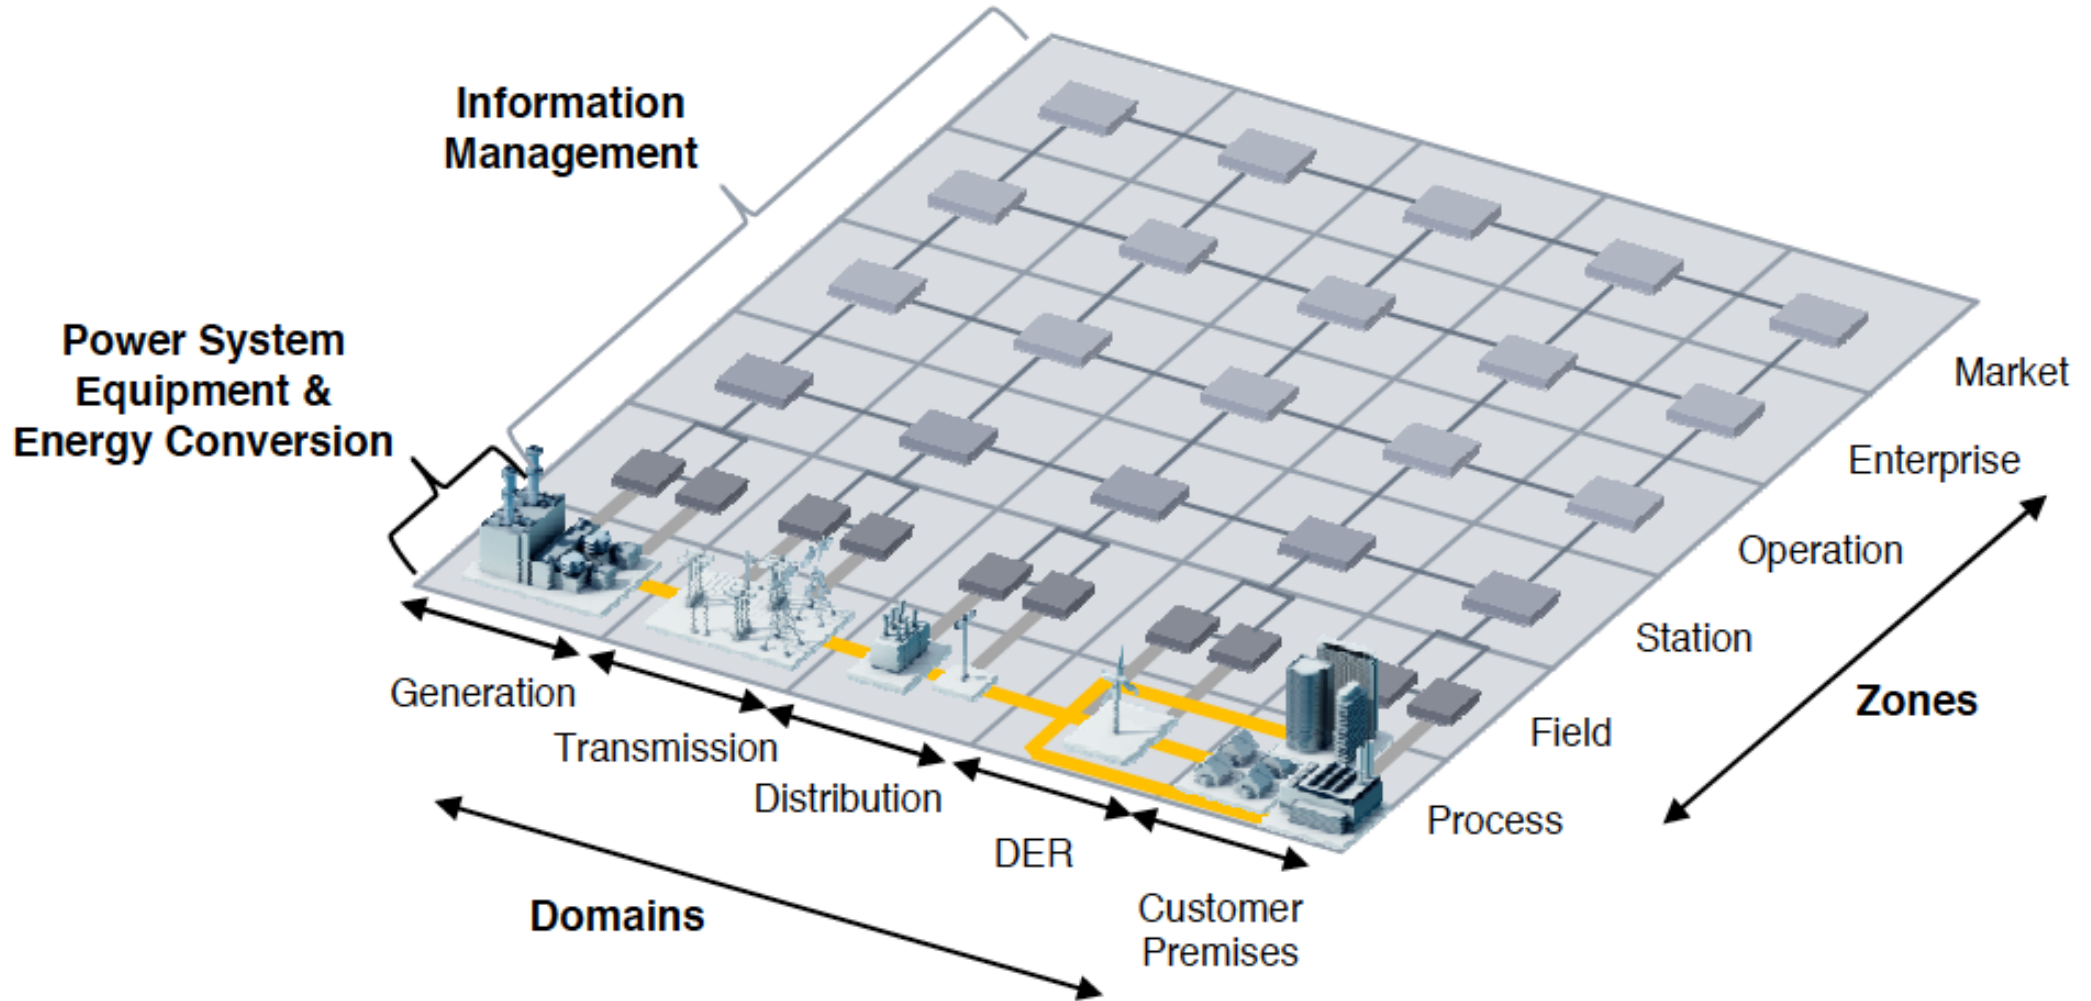 Information
Management
Power System
Equipment &
Energy Conversion
Market
Enterprise
Operation
Station
Zones
Field
Process
Generation
Transmission
Distribution
DER
Customer
Premises
Domains